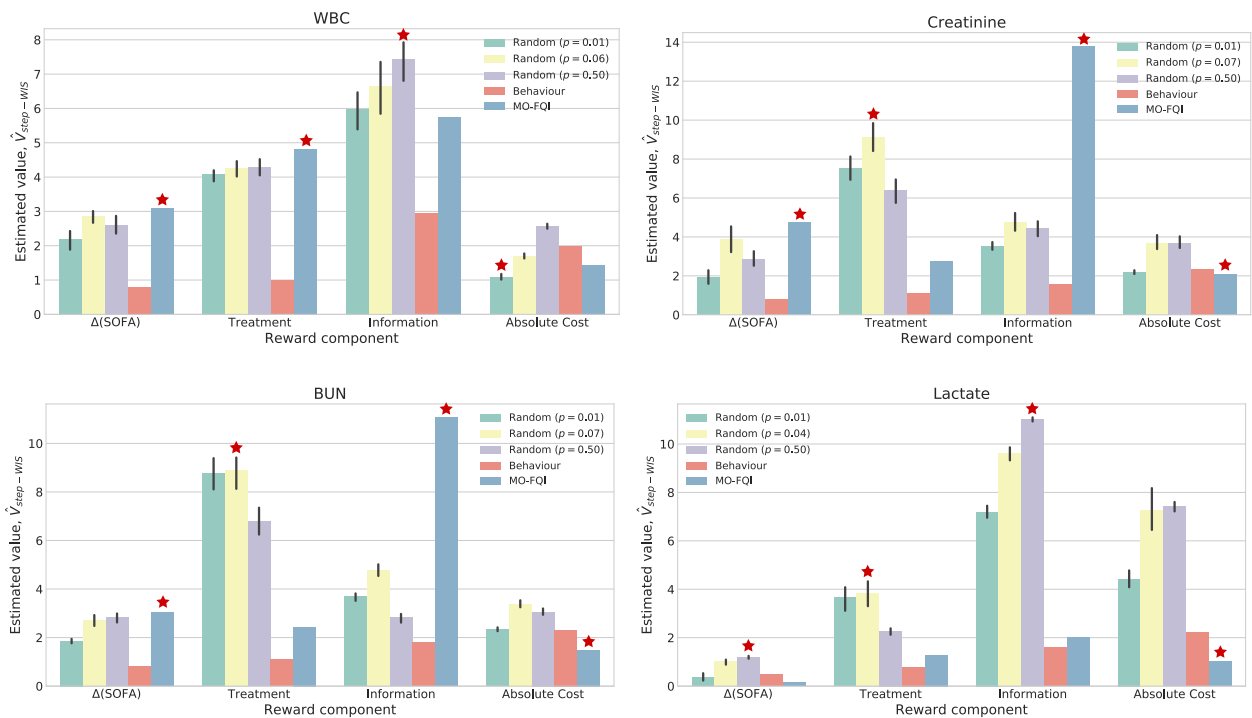 WBC
Estimated value, V̂step−WIS
8
7
6
5
4
3
2
1
0
Random (p = 0.01)
Random (p = 0.06)
Random (p = 0.50)
Behaviour
MO-FQI
Δ(SOFA) Treatment Information Absolute Cost
Reward component
Creatinine
Estimated value, V̂step−WIS
14
12
10
8
6
4
2
0
Random (p = 0.01)
Random (p = 0.07)
Random (p = 0.50)
Behaviour
MO-FQI
Δ(SOFA) Treatment Information Absolute Cost
Reward component
BUN
Estimated value, V̂step−WIS
10
8
6
4
2
0
Random (p = 0.01)
Random (p = 0.07)
Random (p = 0.50)
Behaviour
MO-FQI
Δ(SOFA) Treatment Information Absolute Cost
Reward component
Lactate
Estimated value, V̂step−WIS
10
8
6
4
2
0
Random (p = 0.01)
Random (p = 0.04)
Random (p = 0.50)
Behaviour
MO-FQI
Δ(SOFA) Treatment Information Absolute Cost
Reward component